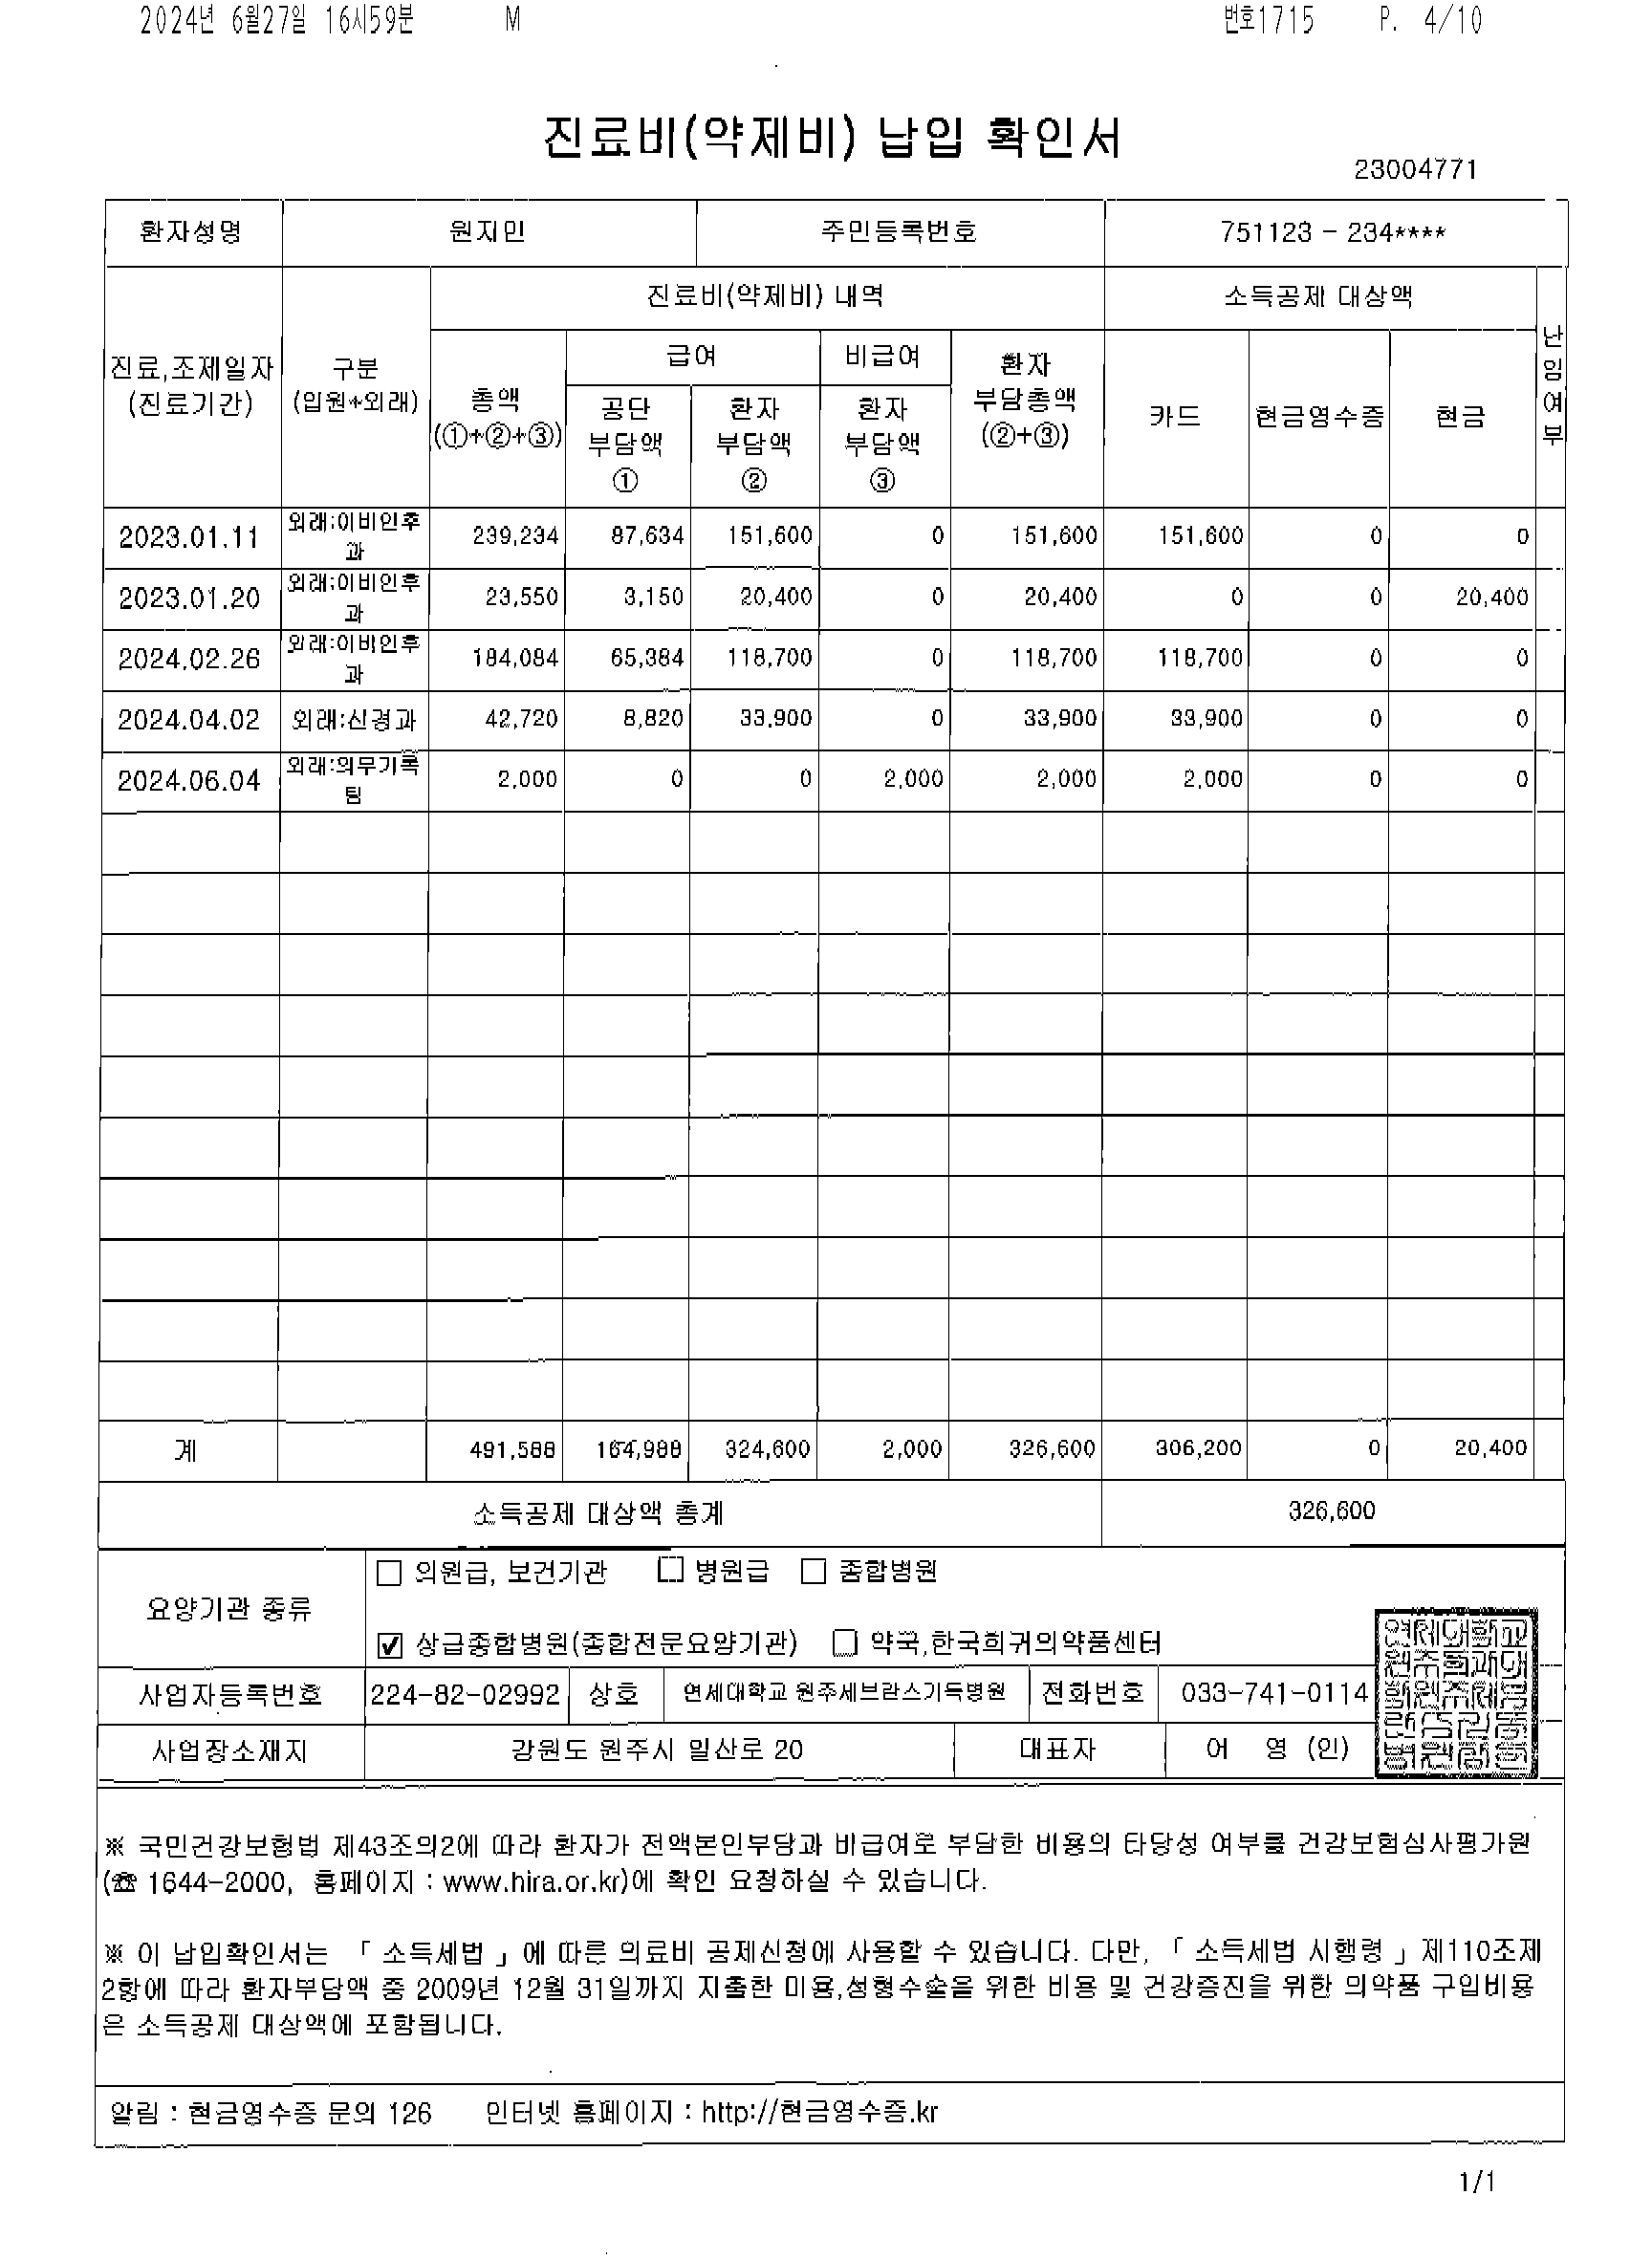 2024년 6월27일 16시59분 M 번호1715 P. 4/10
진료비(약제비) 납입 확인서
23004771
환자성명 원지민 주민등록번호 751123 - 234****
진료,조제일자 (진료기간) 구분 (입원+외래) 진료비(약제비) 내역 소득공제 대상액 난임여부
총액 (①+②+③) 급여 비급여 환자 부담총액 (②+③) 카드 현금영수증 현금
공단 부담액 ① 환자 부담액 ② 환자 부담액 ③
2023.01.11 외래:이비인후과 239,234 87,634 151,600 0 151,600 151,600 0 0
2023.01.20 외래:이비인후과 23,550 3,150 20,400 0 20,400 0 0 20,400
2024.02.26 외래:이비인후과 184,084 65,384 118,700 0 118,700 118,700 0 0
2024.04.02 외래:신경과 42,720 8,820 33,900 0 33,900 33,900 0 0
2024.06.04 외래:의무기록팀 2,000 0 0 2,000 2,000 2,000 0 0
계 491,588 164,988 324,600 2,000 326,600 306,200 0 20,400
소득공제 대상액 총계 326,600
요양기관 종류 □ 의원급, 보건기관 □ 병원급 □ 종합병원
☑ 상급종합병원(종합전문요양기관) □ 약국,한국희귀의약품센터
사업자등록번호 224-82-02992 상호 연세대학교 원주세브란스기독병원 전화번호 033-741-0114
사업장소재지 강원도 원주시 일산로 20 대표자 어 영 (인)
※ 국민건강보험법 제43조의2에 따라 환자가 전액본인부담과 비급여로 부담한 비용의 타당성 여부를 건강보험심사평가원
(☎ 1644-2000, 홈페이지 : www.hira.or.kr)에 확인 요청하실 수 있습니다.
※ 이 납입확인서는 「 소득세법 」에 따른 의료비 공제신청에 사용할 수 있습니다. 다만, 「 소득세법 시행령 」제110조제
2항에 따라 환자부담액 중 2009년 12월 31일까지 지출한 미용,성형수술을 위한 비용 및 건강증진을 위한 의약품 구입비용
은 소득공제 대상액에 포함됩니다.
알림 : 현금영수증 문의 126 인터넷 홈페이지 : http://현금영수증.kr
1/1